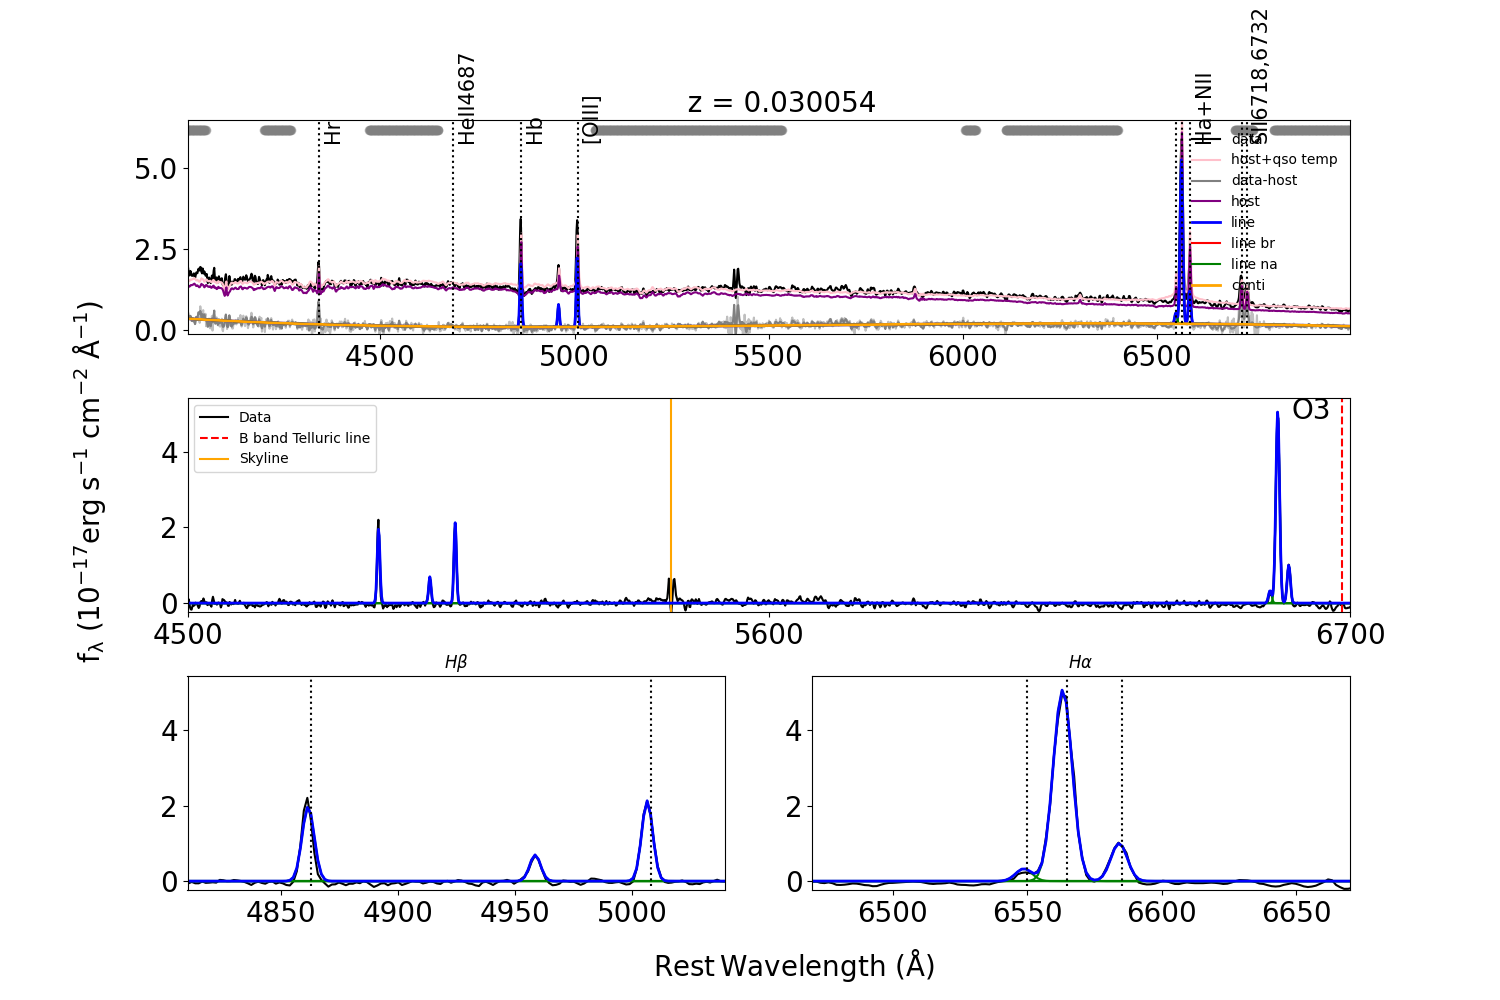 z = 0.030054
Hr
HeII4687
Hb
[OIII]
Ha+NII
SII6718,6732
data
host+qso temp
data-host
host
line
line br
line na
conti
5.0
2.5
0.0
4500
5000
5500
6000
6500
fλ (10⁻¹⁷erg s⁻¹ cm⁻² Å⁻¹)
Data
B band Telluric line
Skyline
O3
4
2
0
4500
5600
6700
Hβ
4
2
0
4850
4900
4950
5000
Hα
4
2
0
6500
6550
6600
6650
Rest Wavelength (Å)